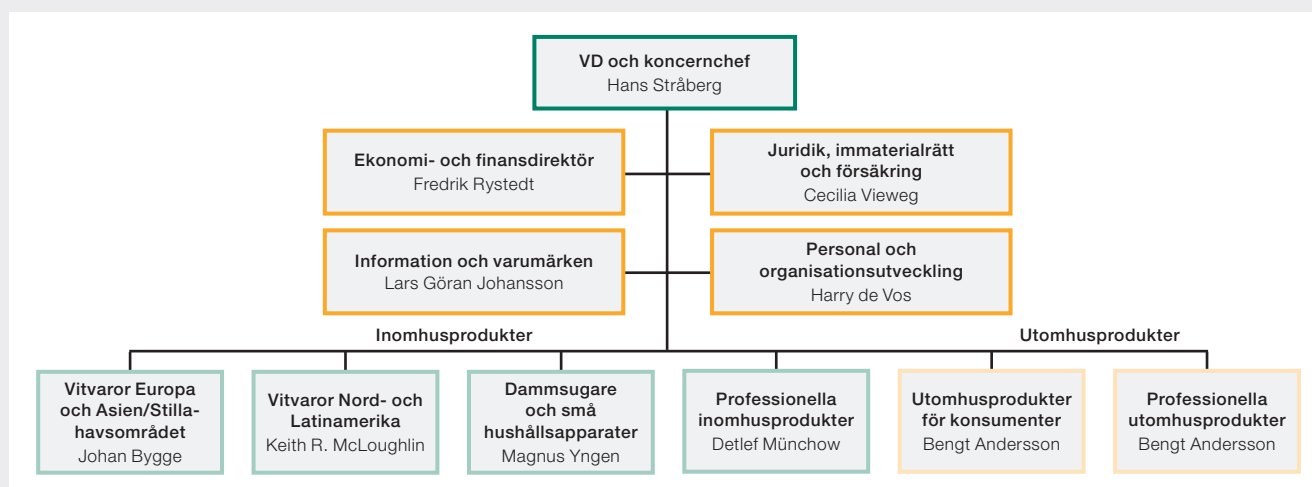 VD och koncernchef
Hans Stråberg
Ekonomi- och finansdirektör
Fredrik Rystedt
Juridik, immaterialrätt
och försäkring
Cecilia Vieweg
Information och varumärken
Lars Göran Johansson
Personal och
organisationsutveckling
Harry de Vos
Inomhusprodukter
Utomhusprodukter
Vitvaror Europa
och Asien/Stilla-
havsområdet
Johan Bygge
Vitvaror Nord- och
Latinamerika
Keith R. McLoughlin
Dammsugare
och små
hushållsapparater
Magnus Yngen
Professionella
inomhusprodukter
Detlef Münchow
Utomhusprodukter
för konsumenter
Bengt Andersson
Professionella
utomhusprodukter
Bengt Andersson